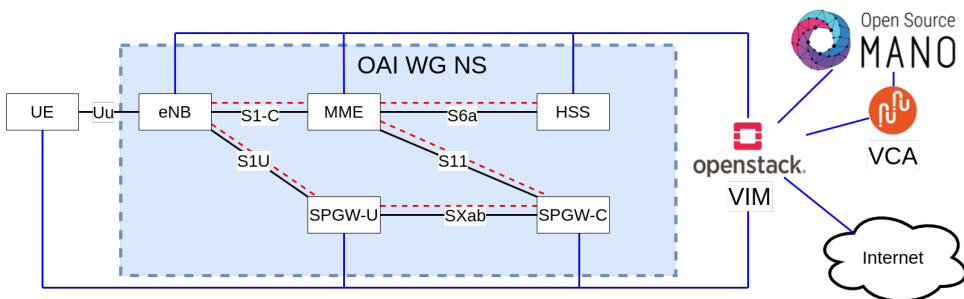 Open Source
MANO
OAI WG NS
UE
Uu
eNB
S1-C
MME
S6a
HSS
S1U
S11
SPGW-U
SXab
SPGW-C
openstack.
VIM
VCA
Internet